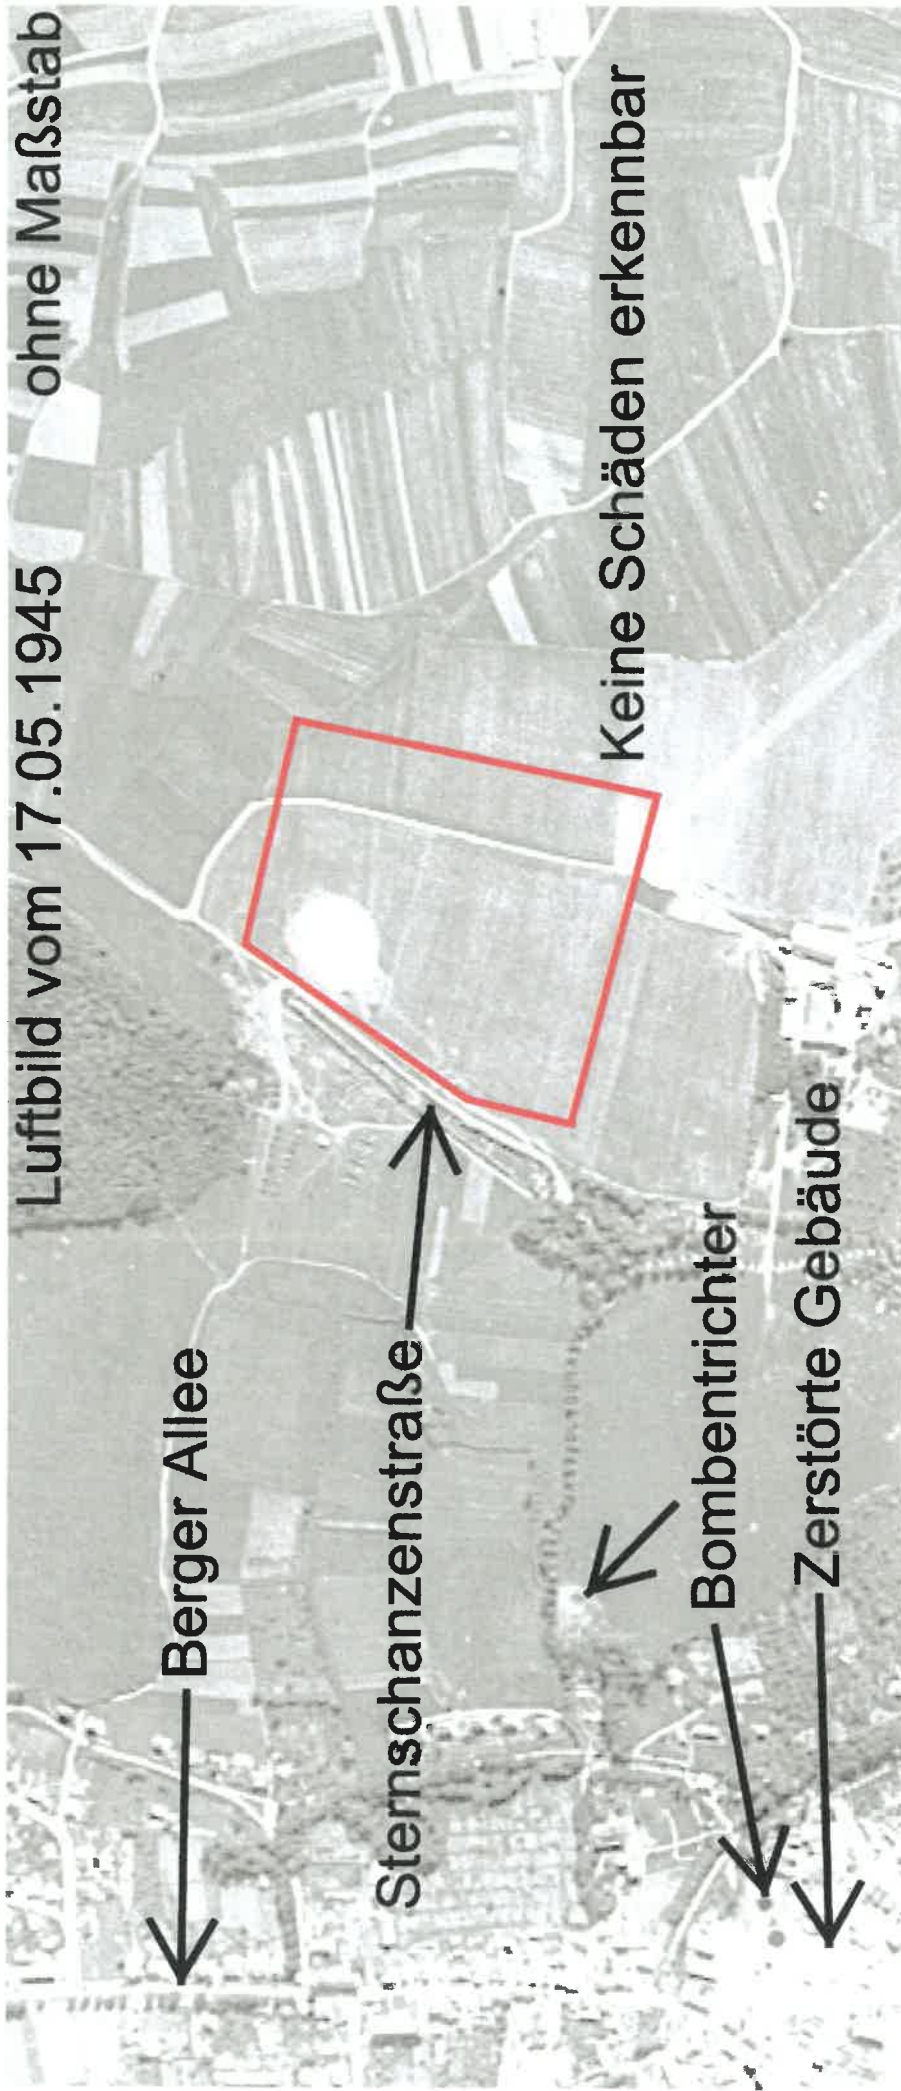 Luftbild vom 17.05.1945
ohne Maßstab
Berger Allee
Sternschanzenstraße
Keine Schäden erkennbar
Bombentrichter
Zerstörte Gebäude